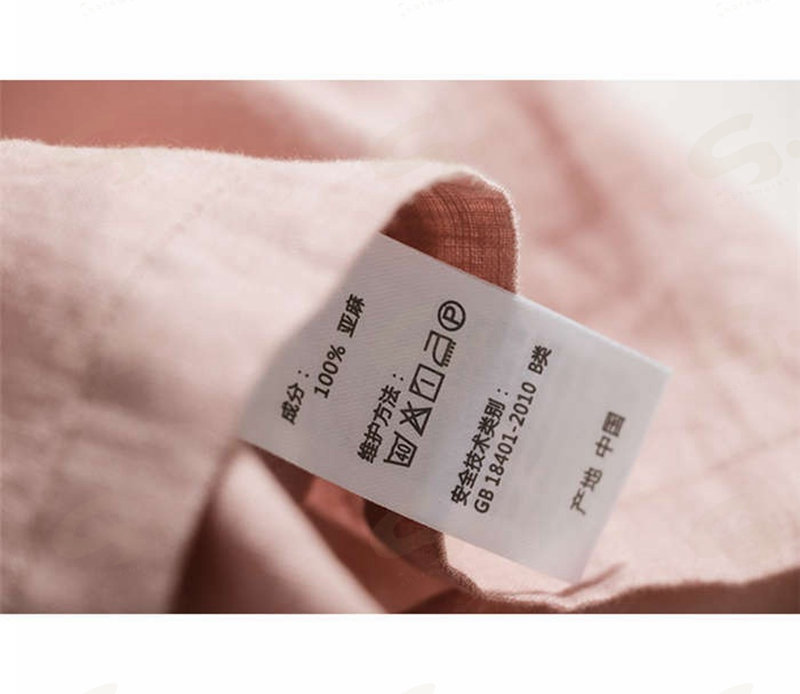 成分：
100% 亚麻
维护方法：
40
P
安全技术类别：
GB 18401-2010 B类
产地 中国